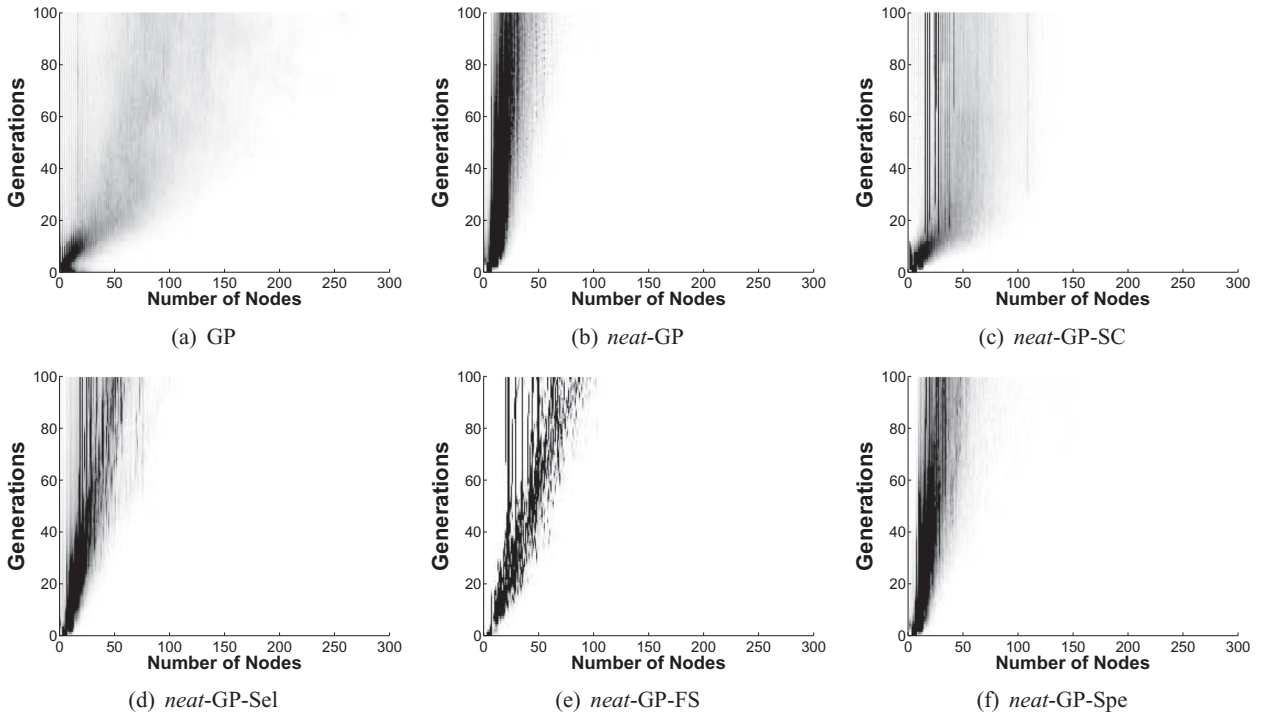 100
80
60
40
20
0
Generations
0 50 100 150 200 250 300
Number of Nodes
(a) GP
100
80
60
40
20
0
Generations
0 50 100 150 200 250 300
Number of Nodes
(b) neat-GP
100
80
60
40
20
0
Generations
0 50 100 150 200 250 300
Number of Nodes
(c) neat-GP-SC
100
80
60
40
20
0
Generations
0 50 100 150 200 250 300
Number of Nodes
(d) neat-GP-Sel
100
80
60
40
20
0
Generations
0 50 100 150 200 250 300
Number of Nodes
(e) neat-GP-FS
100
80
60
40
20
0
Generations
0 50 100 150 200 250 300
Number of Nodes
(f) neat-GP-Spe